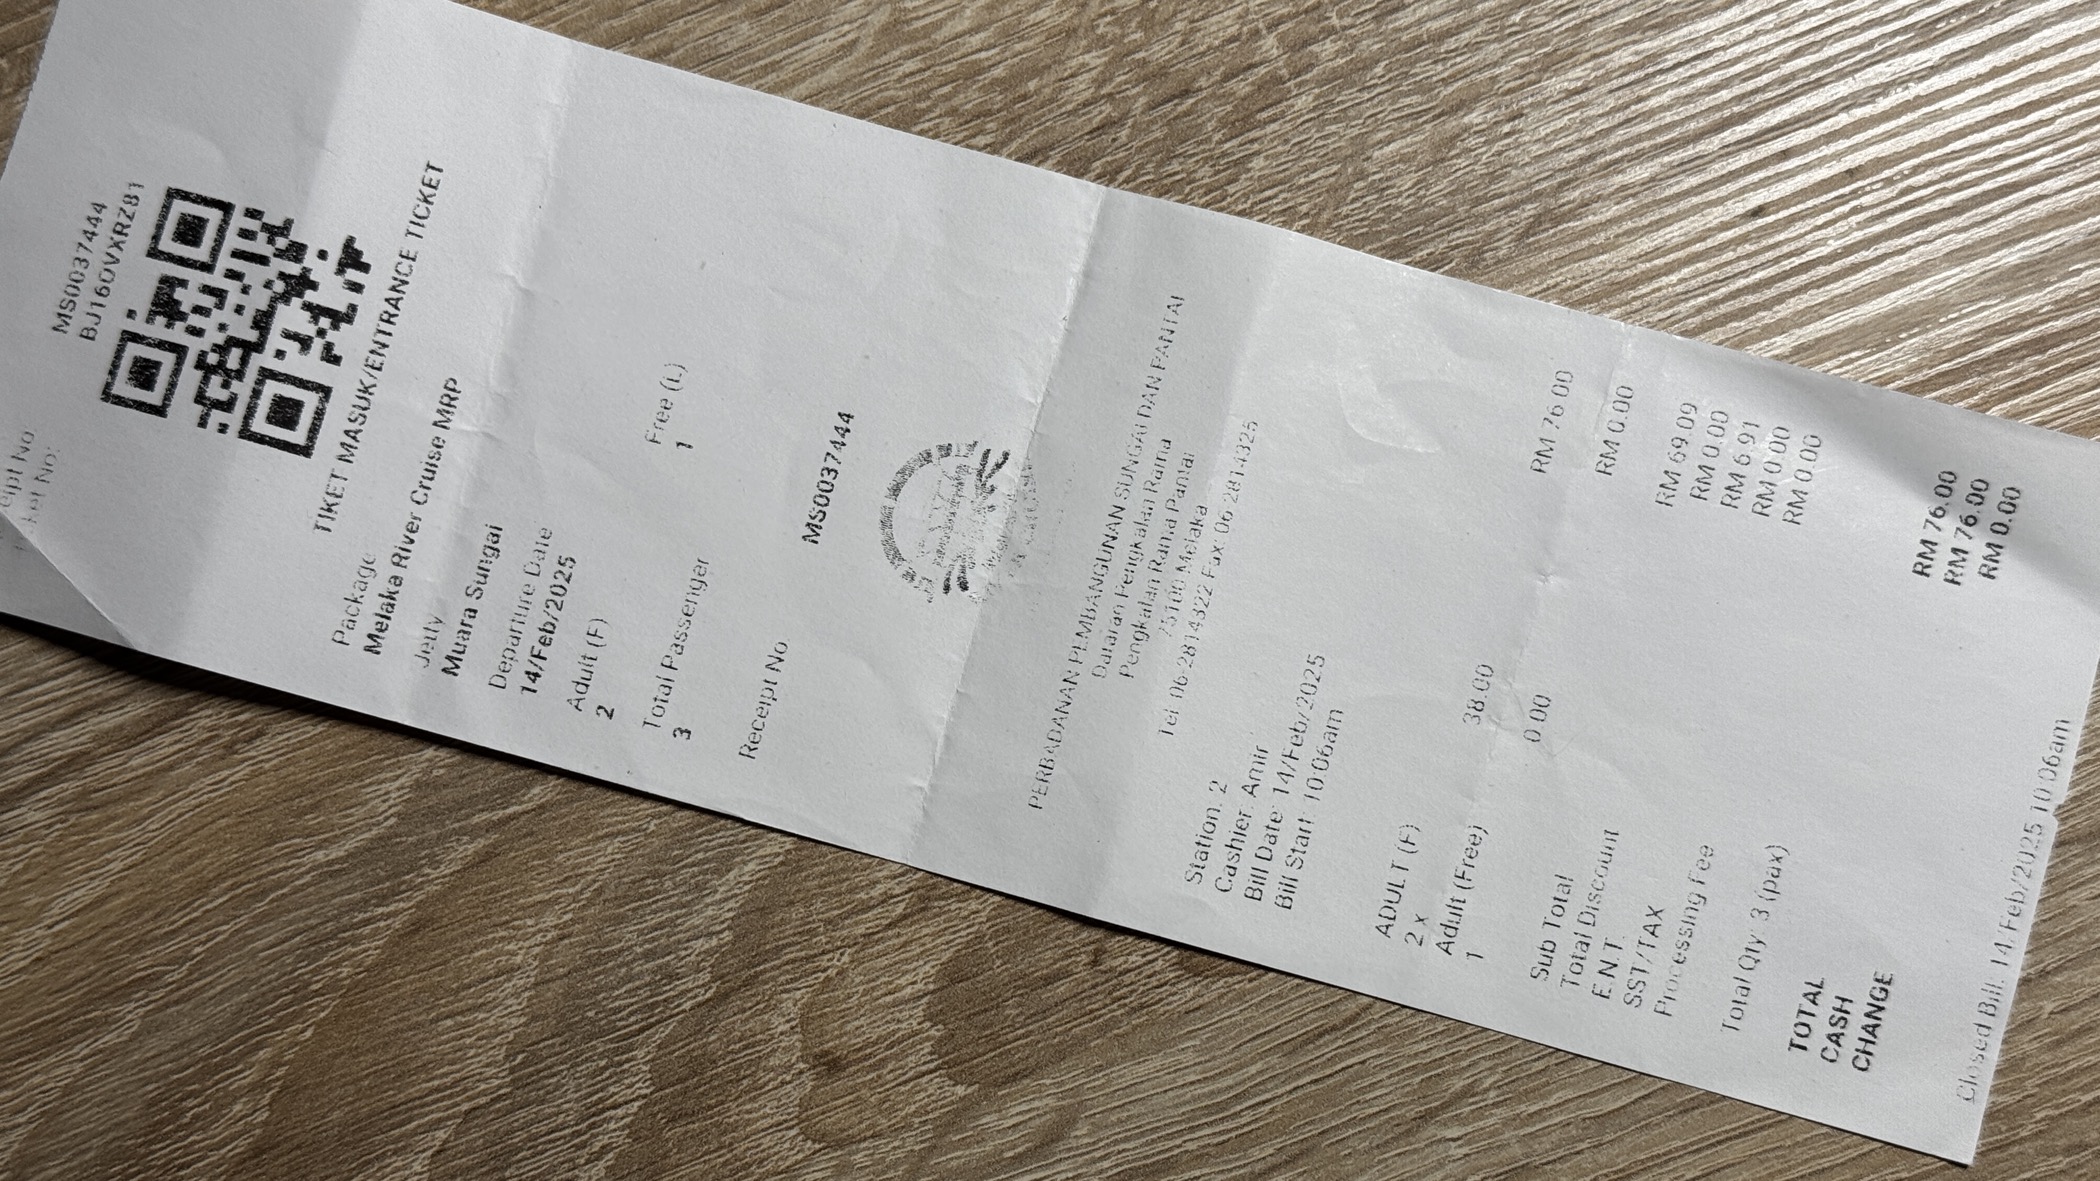 MS0037444
BJ16OVXRZ81
TIKET MASUK/ENTRANCE TICKET
Package
Melaka River Cruise MRP
Jetty
Muara Sungai
Departure Date
14/Feb/2025
Adult (F) Free (L)
2 1
Total Passenger
3
Receipt No MS0037444
PERBADANAN PEMBANGUNAN SUNGAI DAN PANTAI
Dataran Pengkalan Rama
Pengkalan Rama Pantai
75100 Melaka
Tel 06-2814322 Fax: 06 2814325
Station: 2
Cashier: Amir
Bill Date: 14/Feb/2025
Bill Start: 10:06am
ADULT (F)
2 x 38.00 RM 76.00
Adult (Free)
1 0.00 RM 0.00
Sub Total RM 69.09
Total Discount RM 0.00
E.N.T. RM 6.91
SST/TAX RM 0.00
Processing Fee RM 0.00
Total Qty: 3 (pax)
TOTAL RM 76.00
CASH RM 76.00
CHANGE RM 0.00
Closed Bill: 14/Feb/2025 10:06am